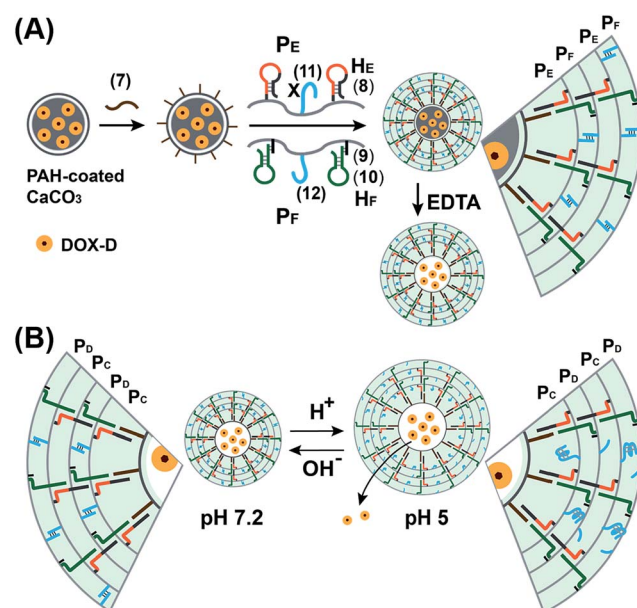 (A)
(7)
PAH-coated
CaCO3
DOX-D
PE
X
(11)
HE
(8)
(9)
(10)
(12)
PF
HF
EDTA
PE
PF
PE
PF
(B)
PD
PC
PD
PC
pH 7.2
H+
OH-
pH 5
PC
PD
PC
PD